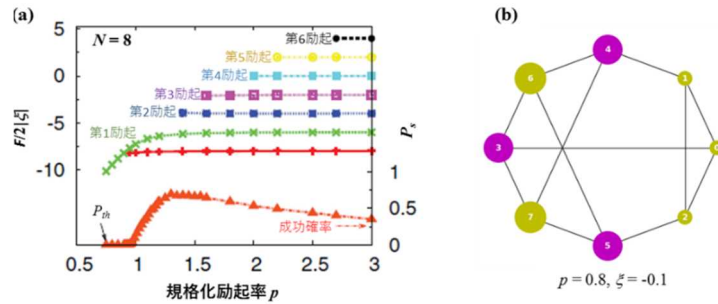 (a)
N = 8
第6励起
第5励起
第4励起
第3励起
第2励起
第1励起
F/2|ξ|
5
0
-5
-10
P_s
1
0.5
0
P_th
成功確率
0.5
1
1.5
2
2.5
3
規格化励起率 p
(b)
4
6
1
3
7
2
5
p = 0.8, ξ = -0.1